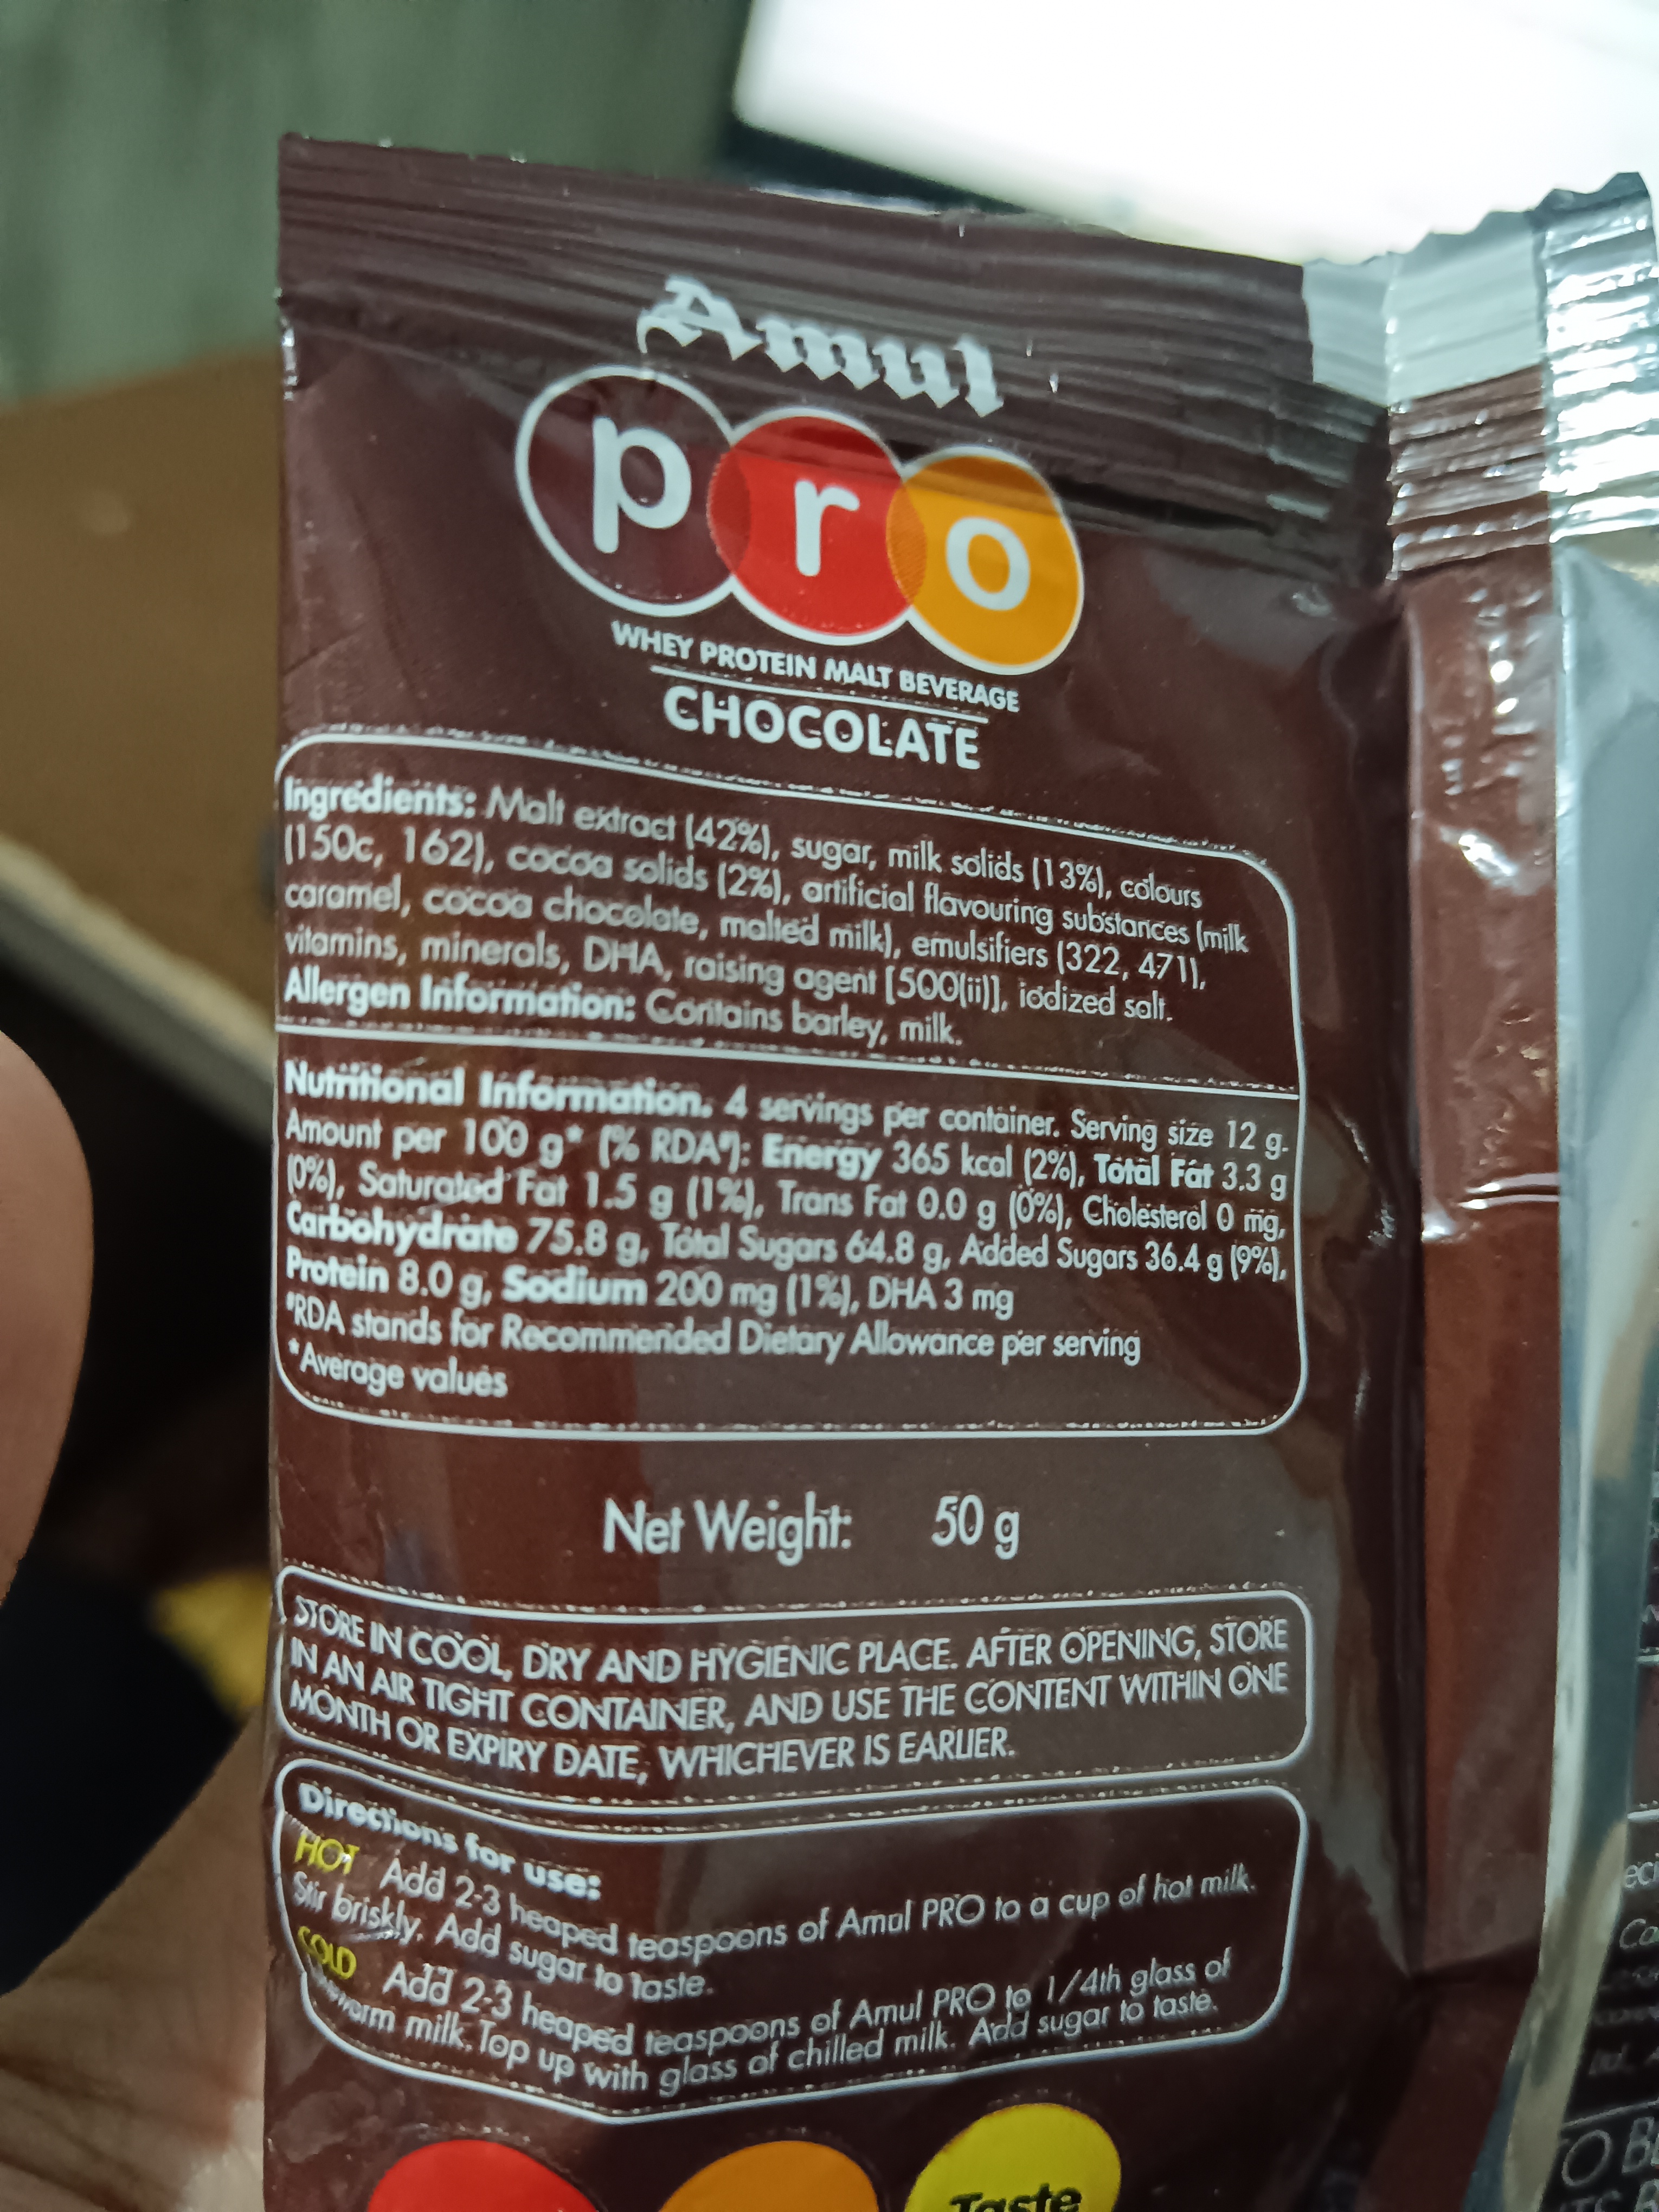 Amul
pro
WHEY PROTEIN MALT BEVERAGE
CHOCOLATE
Ingredients: Malt extract (42%), sugar, milk solids (13%), colours
(150c, 162), cocoa solids (2%), artificial flavouring substances (milk
caramel, cocoa chocolate, malted milk), emulsifiers (322, 471),
vitamins, minerals, DHA, raising agent [500(ii)], iodized salt.
Allergen Information: Contains barley, milk.
Nutritional Information. 4 servings per container. Serving size 12 g.
Amount per 100 g* (% RDA#): Energy 365 kcal (2%), Total Fat 3.3 g
(0%), Saturated Fat 1.5 g (1%), Trans Fat 0.0 g (0%), Cholesterol 0 mg,
Carbohydrate 75.8 g, Total Sugars 64.8 g, Added Sugars 36.4 g (9%),
Protein 8.0 g, Sodium 200 mg (1%), DHA 3 mg
#RDA stands for Recommended Dietary Allowance per serving
*Average values
Net Weight: 50 g
STORE IN COOL, DRY AND HYGIENIC PLACE. AFTER OPENING, STORE
IN AN AIR TIGHT CONTAINER, AND USE THE CONTENT WITHIN ONE
MONTH OR EXPIRY DATE, WHICHEVER IS EARLIER.
Directions for use:
HOT Add 2-3 heaped teaspoons of Amul PRO to a cup of hot milk.
Stir briskly. Add sugar to taste.
COLD Add 2-3 heaped teaspoons of Amul PRO to 1/4th glass of
milk. Top up with glass of chilled milk. Add sugar to taste.
Taste